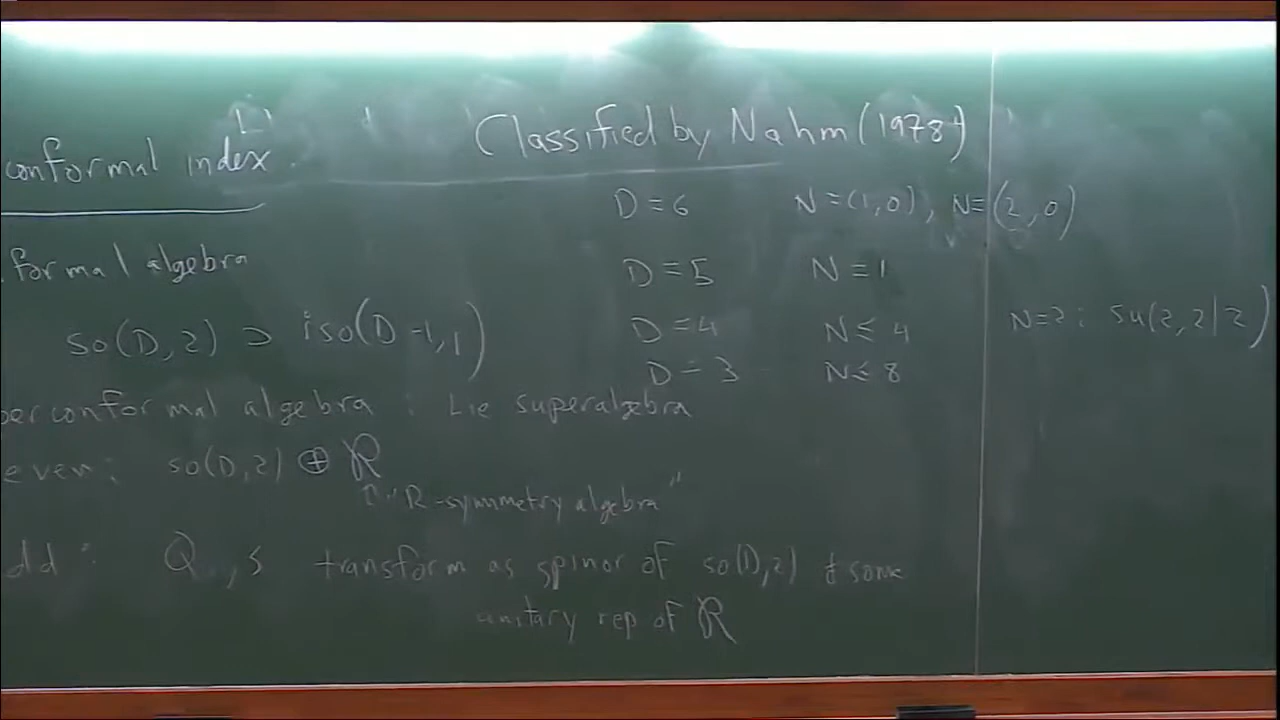 conformal index.
formal algebra
so(D,2) ⊃ iso(D-1,1)
perconformal algebra : Lie superalgebra
even: so(D,2) ⊕ R
↑ "R-symmetry algebra"
dd : Q, S transform as spinor of so(D,2) & some
unitary rep of R
Classified by Nahm (1978)
D=6 N=(1,0), N=(2,0)
D=5 N=1
D=4 N≤4 N=2: su(2,2|2)
D=3 N≤8